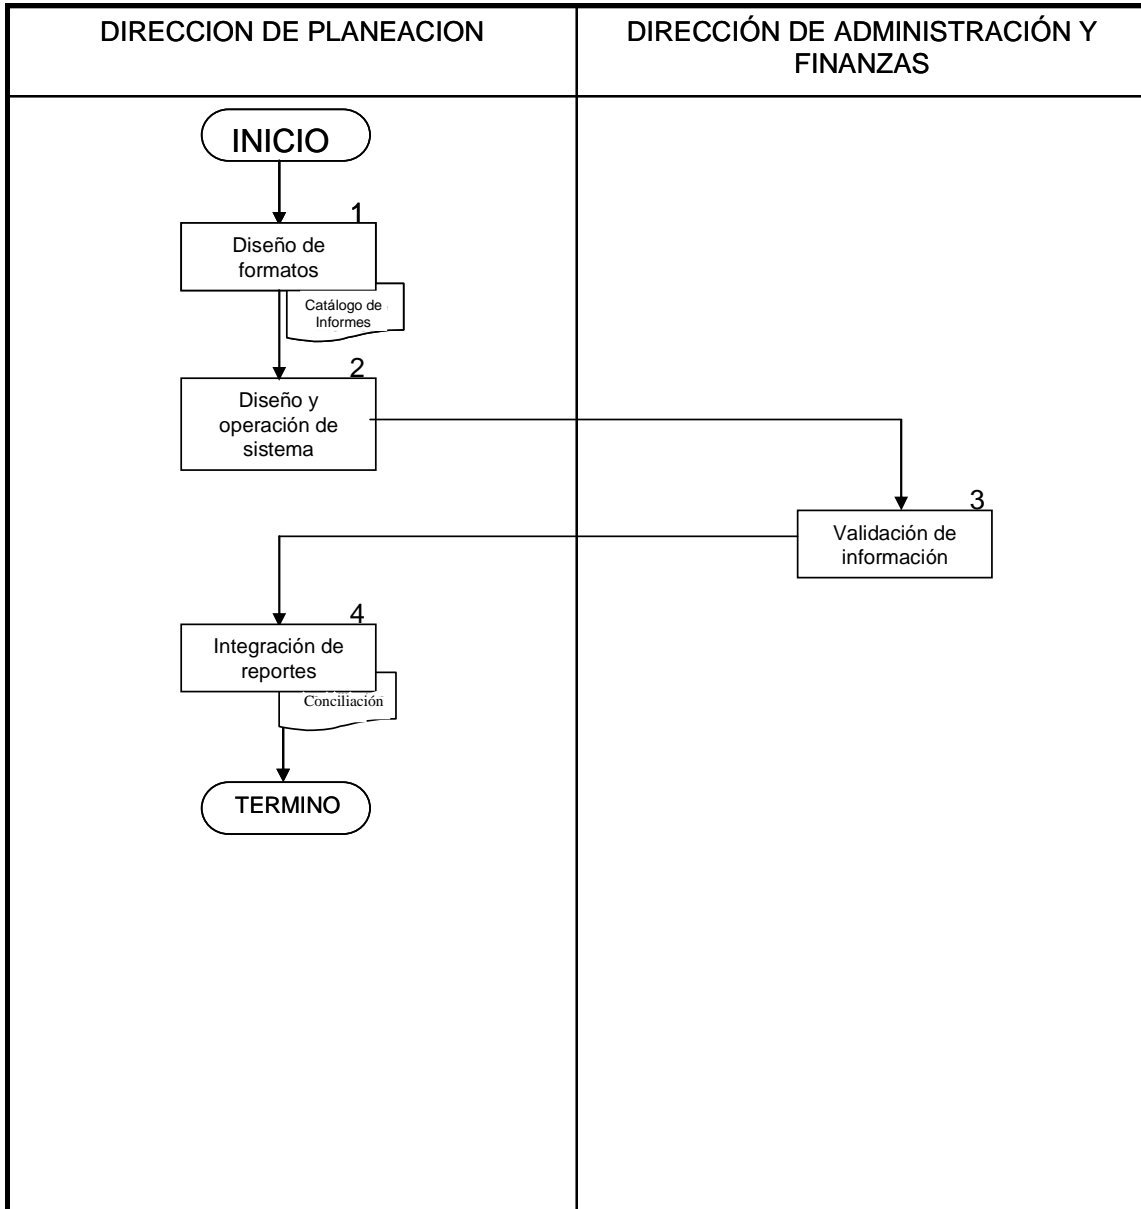 DIRECCION DE PLANEACION
DIRECCIÓN DE ADMINISTRACIÓN Y
FINANZAS
INICIO
1
Diseño de
formatos
Catálogo de
Informes
2
Diseño y
operación de
sistema
3
Validación de
información
4
Integración de
reportes
Conciliación
TERMINO